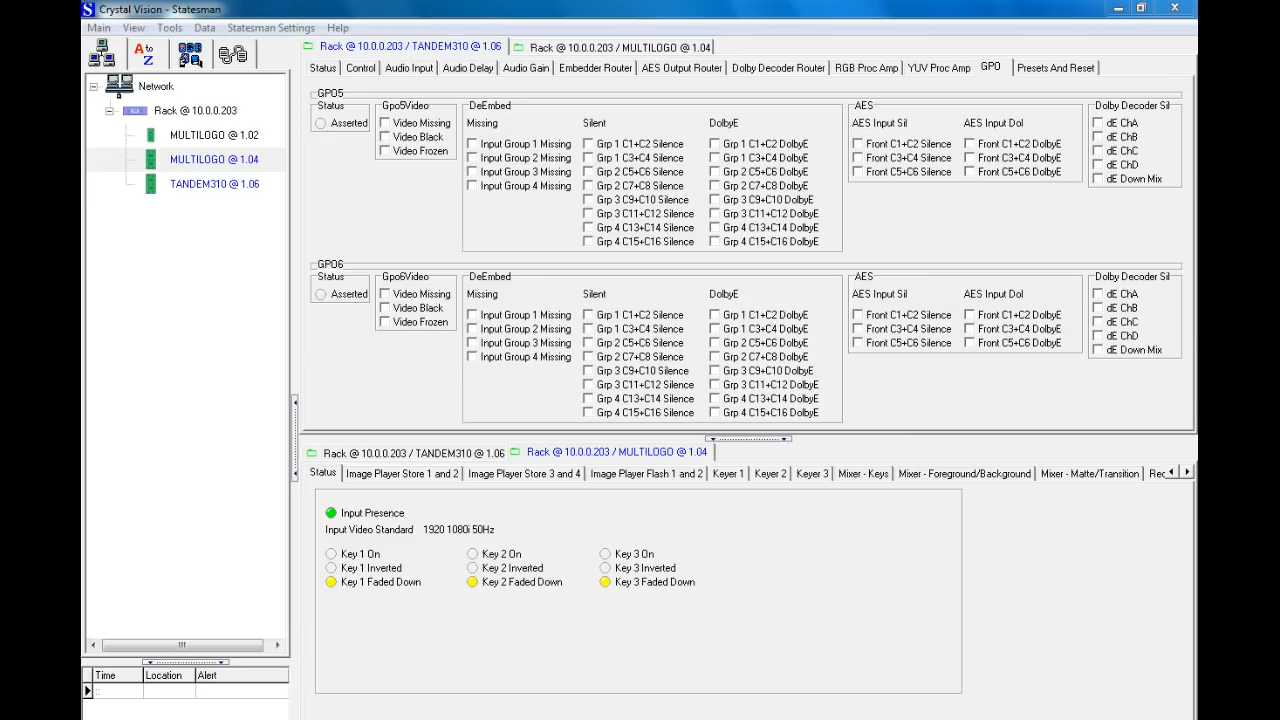 Crystal Vision - Statesman
Main View Tools Data Statesman Settings Help
A to Z
Network
Rack @ 10.0.0.203
MULTILOGO @ 1.02
MULTILOGO @ 1.04
TANDEM310 @ 1.06
Time Location Alert
::
Rack @ 10.0.0.203 / TANDEM310 @ 1.06 Rack @ 10.0.0.203 / MULTILOGO @ 1.04
Status Control Audio Input Audio Delay Audio Gain Embedder Router AES Output Router Dolby Decoder Router RGB Proc Amp YUV Proc Amp GPO Presets And Reset
GPO5
Status Gpo5Video DeEmbed AES Dolby Decoder Sil
Asserted Video Missing Missing Silent DolbyE AES Input Sil AES Input Dol dE ChA
Video Black dE ChB
Input Group 1 Missing Grp 1 C1+C2 Silence Grp 1 C1+C2 DolbyE Front C1+C2 Silence Front C1+C2 DolbyE
Video Frozen Input Group 2 Missing Grp 1 C3+C4 Silence Grp 1 C3+C4 DolbyE Front C3+C4 Silence Front C3+C4 DolbyE dE ChC
Input Group 3 Missing Grp 2 C5+C6 Silence Grp 2 C5+C6 DolbyE Front C5+C6 Silence Front C5+C6 DolbyE dE ChD
Input Group 4 Missing Grp 2 C7+C8 Silence Grp 2 C7+C8 DolbyE dE Down Mix
Grp 3 C9+C10 Silence Grp 3 C9+C10 DolbyE
Grp 3 C11+C12 Silence Grp 3 C11+C12 DolbyE
Grp 4 C13+C14 Silence Grp 4 C13+C14 DolbyE
Grp 4 C15+C16 Silence Grp 4 C15+C16 DolbyE
GPO6
Status Gpo6Video DeEmbed AES Dolby Decoder Sil
Asserted Video Missing Missing Silent DolbyE AES Input Sil AES Input Dol dE ChA
Video Black dE ChB
Input Group 1 Missing Grp 1 C1+C2 Silence Grp 1 C1+C2 DolbyE Front C1+C2 Silence Front C1+C2 DolbyE
Video Frozen Input Group 2 Missing Grp 1 C3+C4 Silence Grp 1 C3+C4 DolbyE Front C3+C4 Silence Front C3+C4 DolbyE dE ChC
Input Group 3 Missing Grp 2 C5+C6 Silence Grp 2 C5+C6 DolbyE Front C5+C6 Silence Front C5+C6 DolbyE dE ChD
Input Group 4 Missing Grp 2 C7+C8 Silence Grp 2 C7+C8 DolbyE dE Down Mix
Grp 3 C9+C10 Silence Grp 3 C9+C10 DolbyE
Grp 3 C11+C12 Silence Grp 3 C11+C12 DolbyE
Grp 4 C13+C14 Silence Grp 4 C13+C14 DolbyE
Grp 4 C15+C16 Silence Grp 4 C15+C16 DolbyE
Rack @ 10.0.0.203 / TANDEM310 @ 1.06 Rack @ 10.0.0.203 / MULTILOGO @ 1.04
Status Image Player Store 1 and 2 Image Player Store 3 and 4 Image Player Flash 1 and 2 Keyer 1 Keyer 2 Keyer 3 Mixer - Keys Mixer - Foreground/Background Mixer - Matte/Transition Rec
Input Presence
Input Video Standard 1920 1080i 50Hz
Key 1 On Key 2 On Key 3 On
Key 1 Inverted Key 2 Inverted Key 3 Inverted
Key 1 Faded Down Key 2 Faded Down Key 3 Faded Down